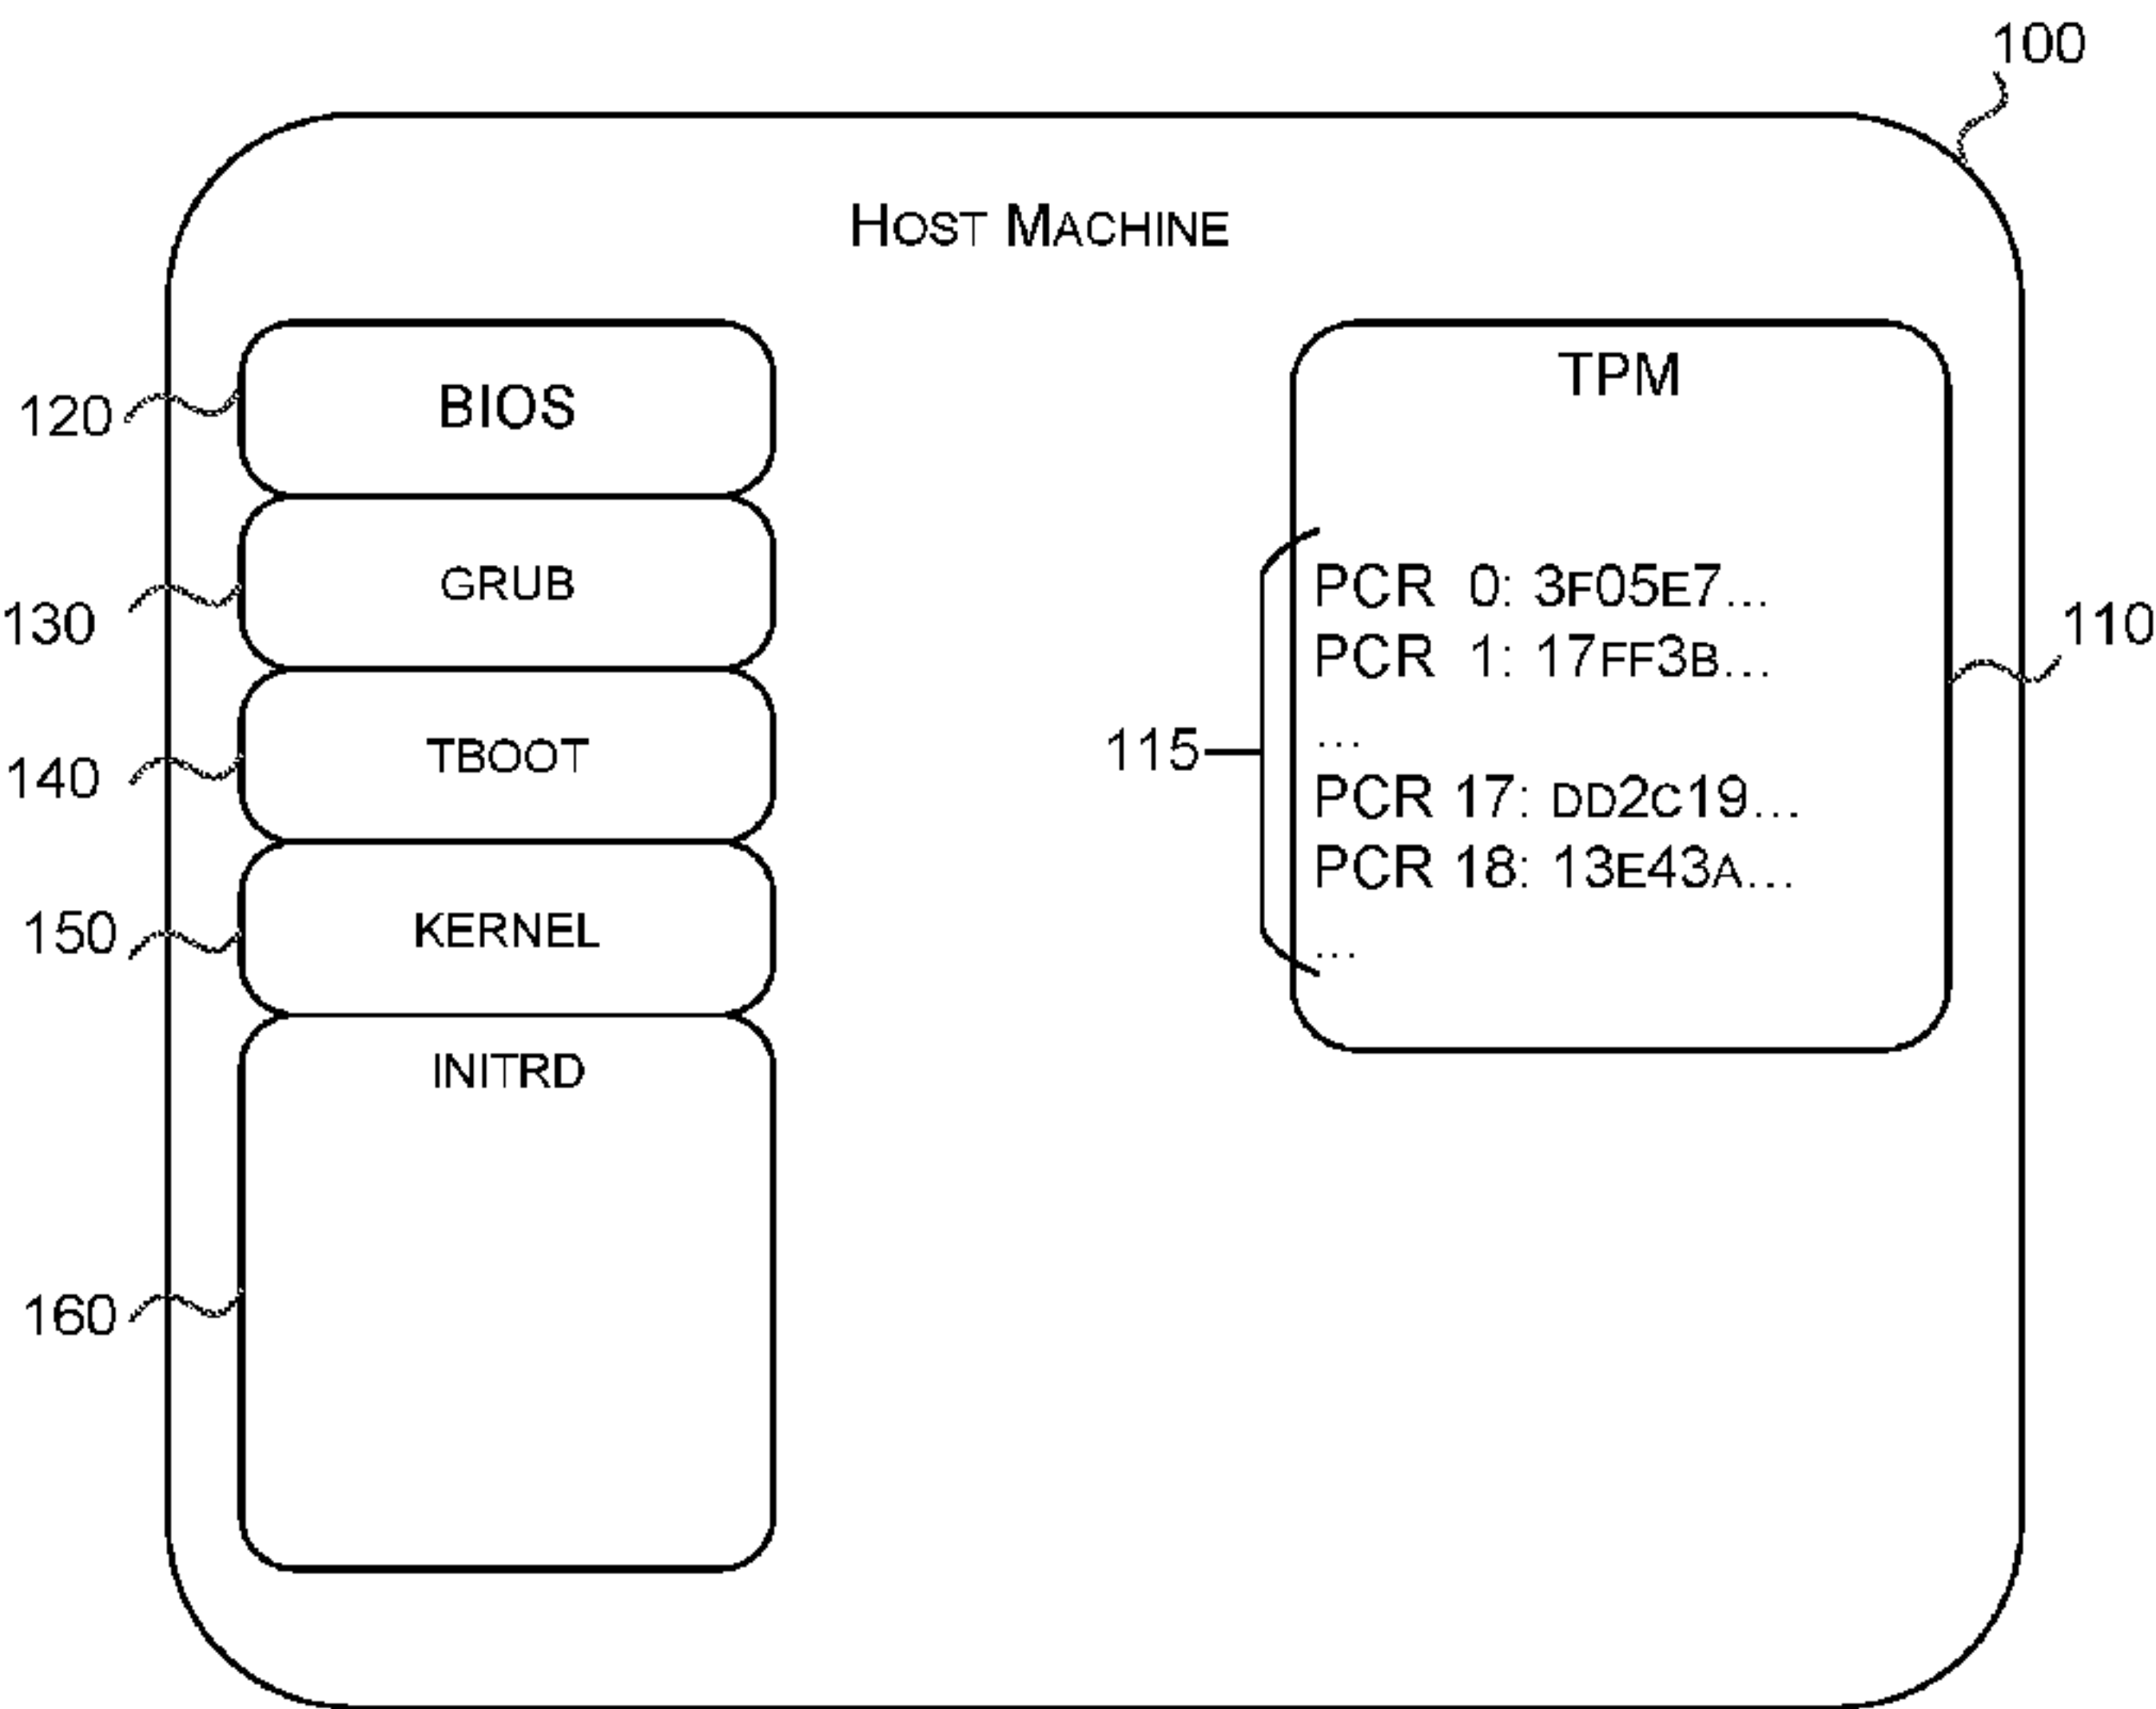 100
HOST MACHINE
120
BIOS
130
GRUB
140
TBOOT
150
KERNEL
160
INITRD
TPM
115
PCR 0: 3F05E7...
PCR 1: 17FF3B...
...
PCR 17: DD2C19...
PCR 18: 13E43A...
...
110